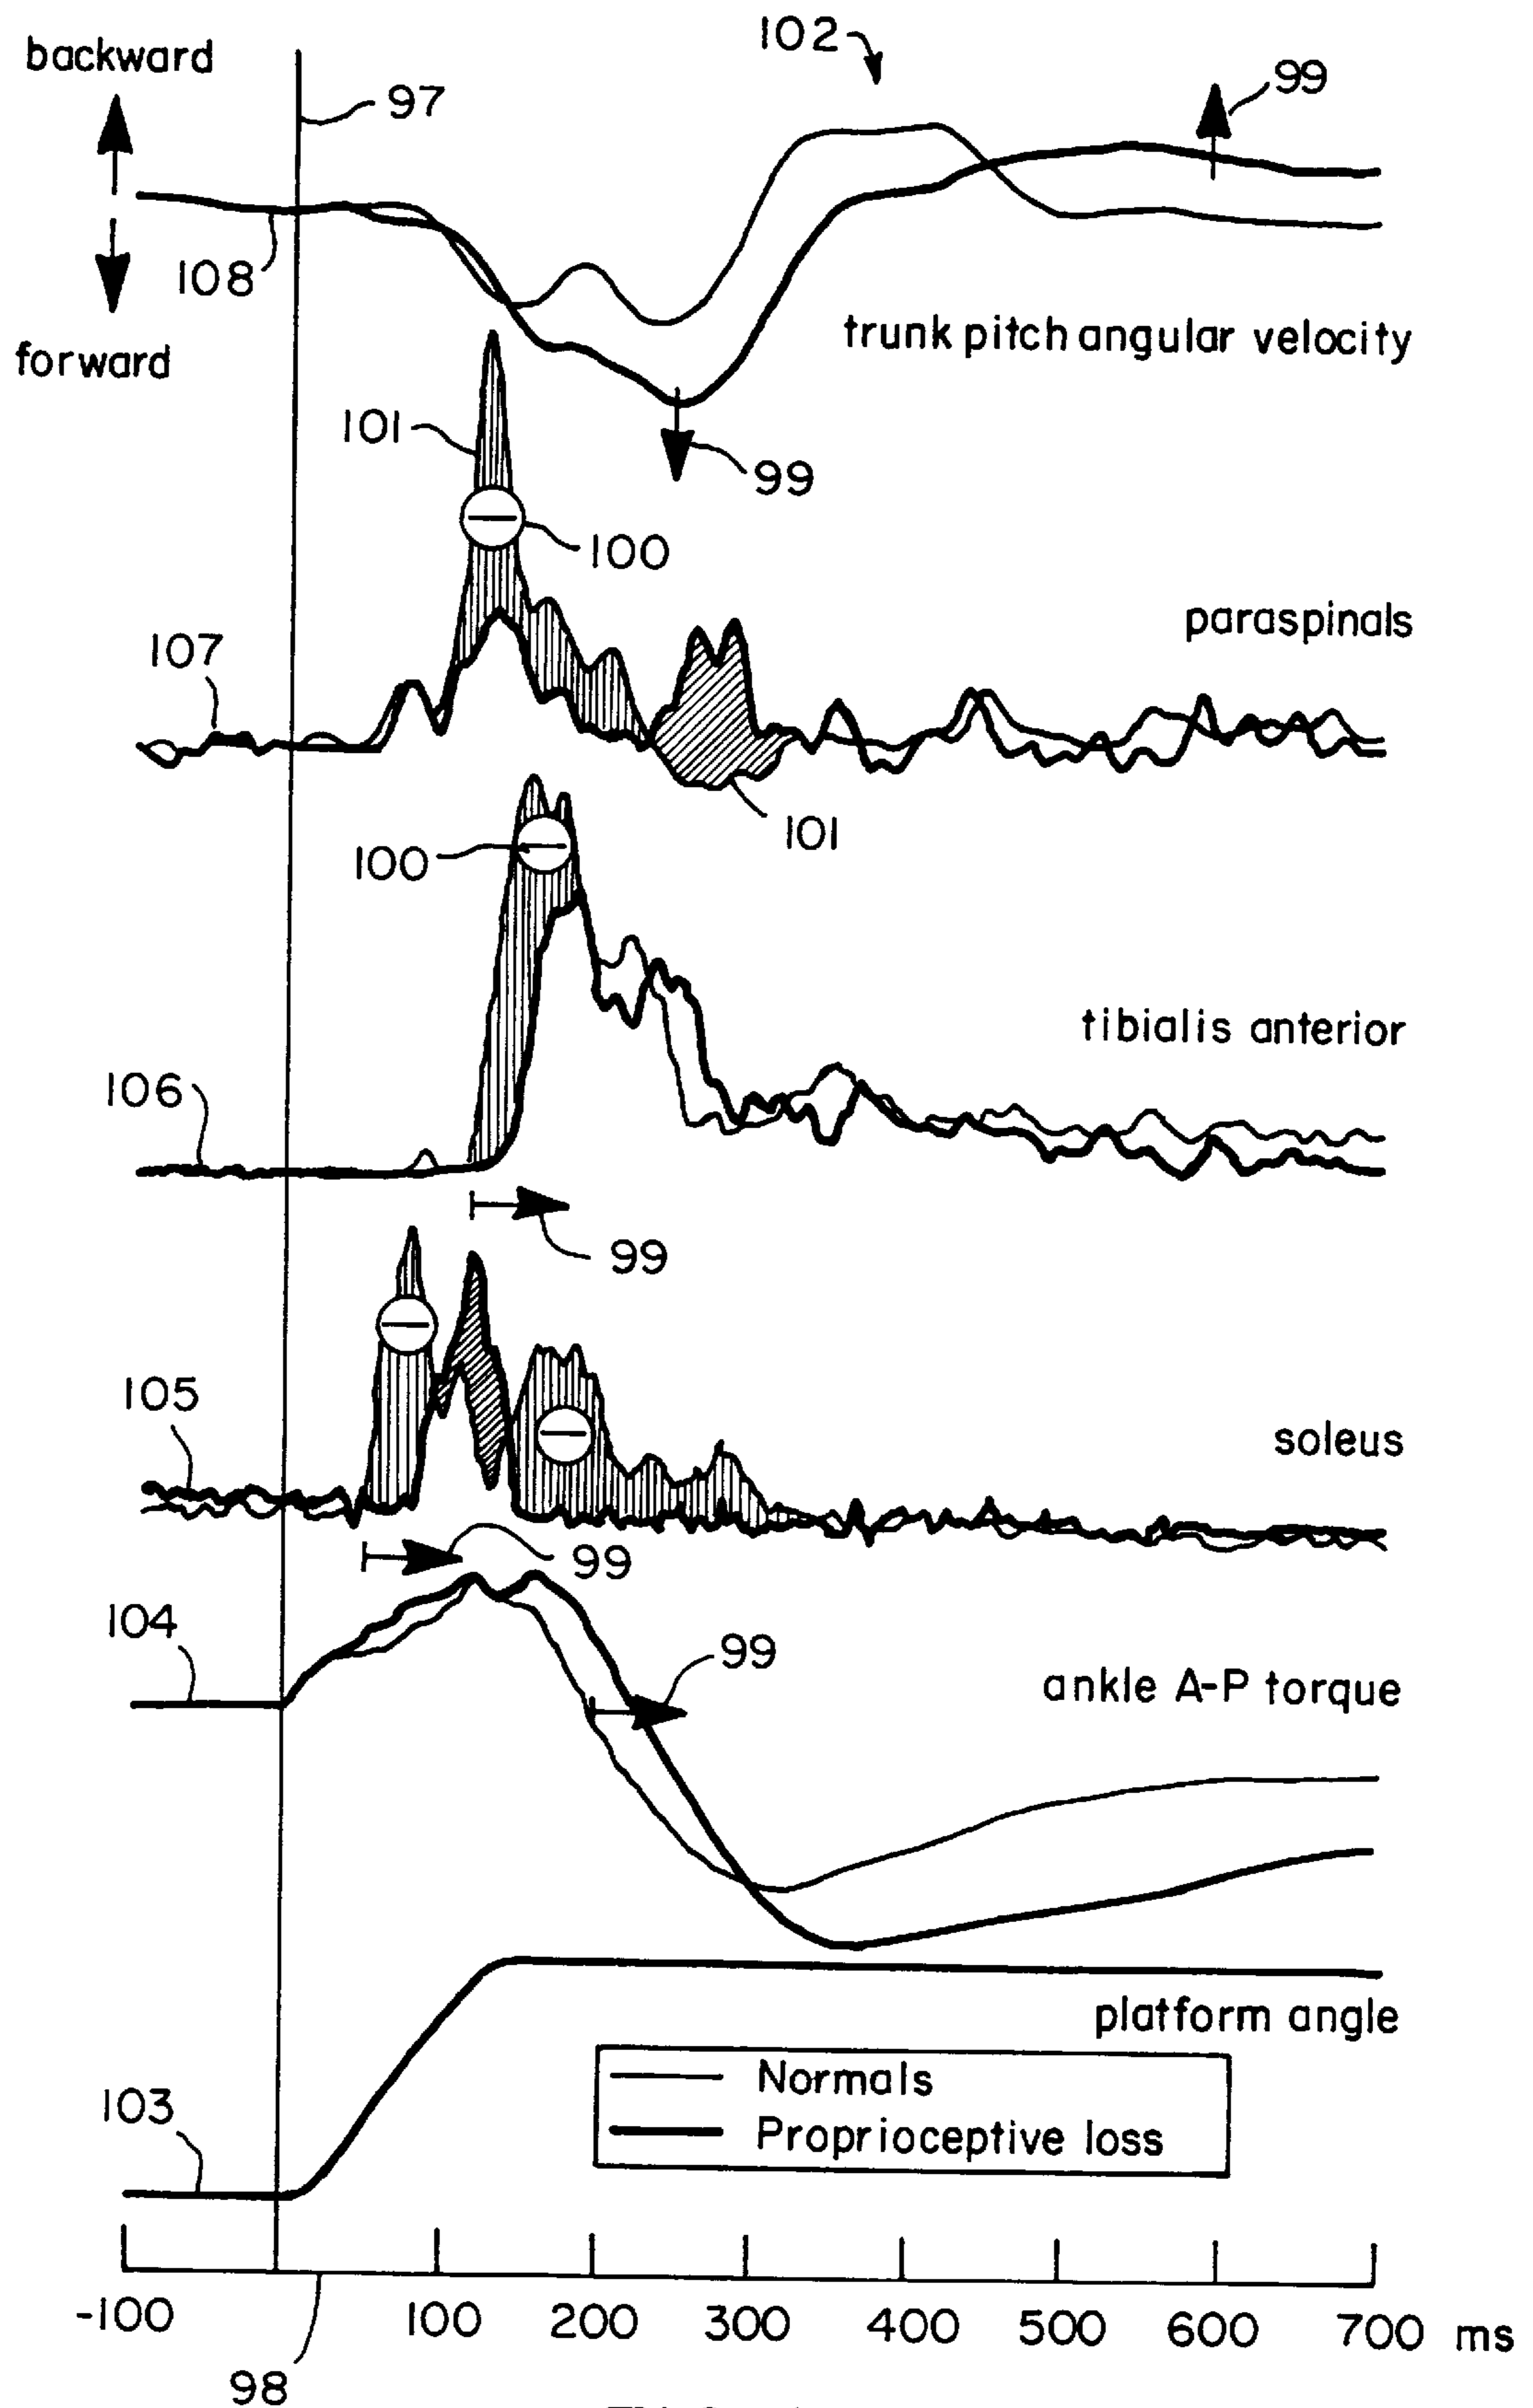 102
backward
99
97
108
trunk pitch angular velocity
forward
101
99
100
paraspinals
107
101
100
tibialis anterior
106
99
105
soleus
99
104
99
ankle A-P torque
platform angle
Normals
103
Proprioceptive loss
-100 100 200 300 400 500 600 700 ms
98